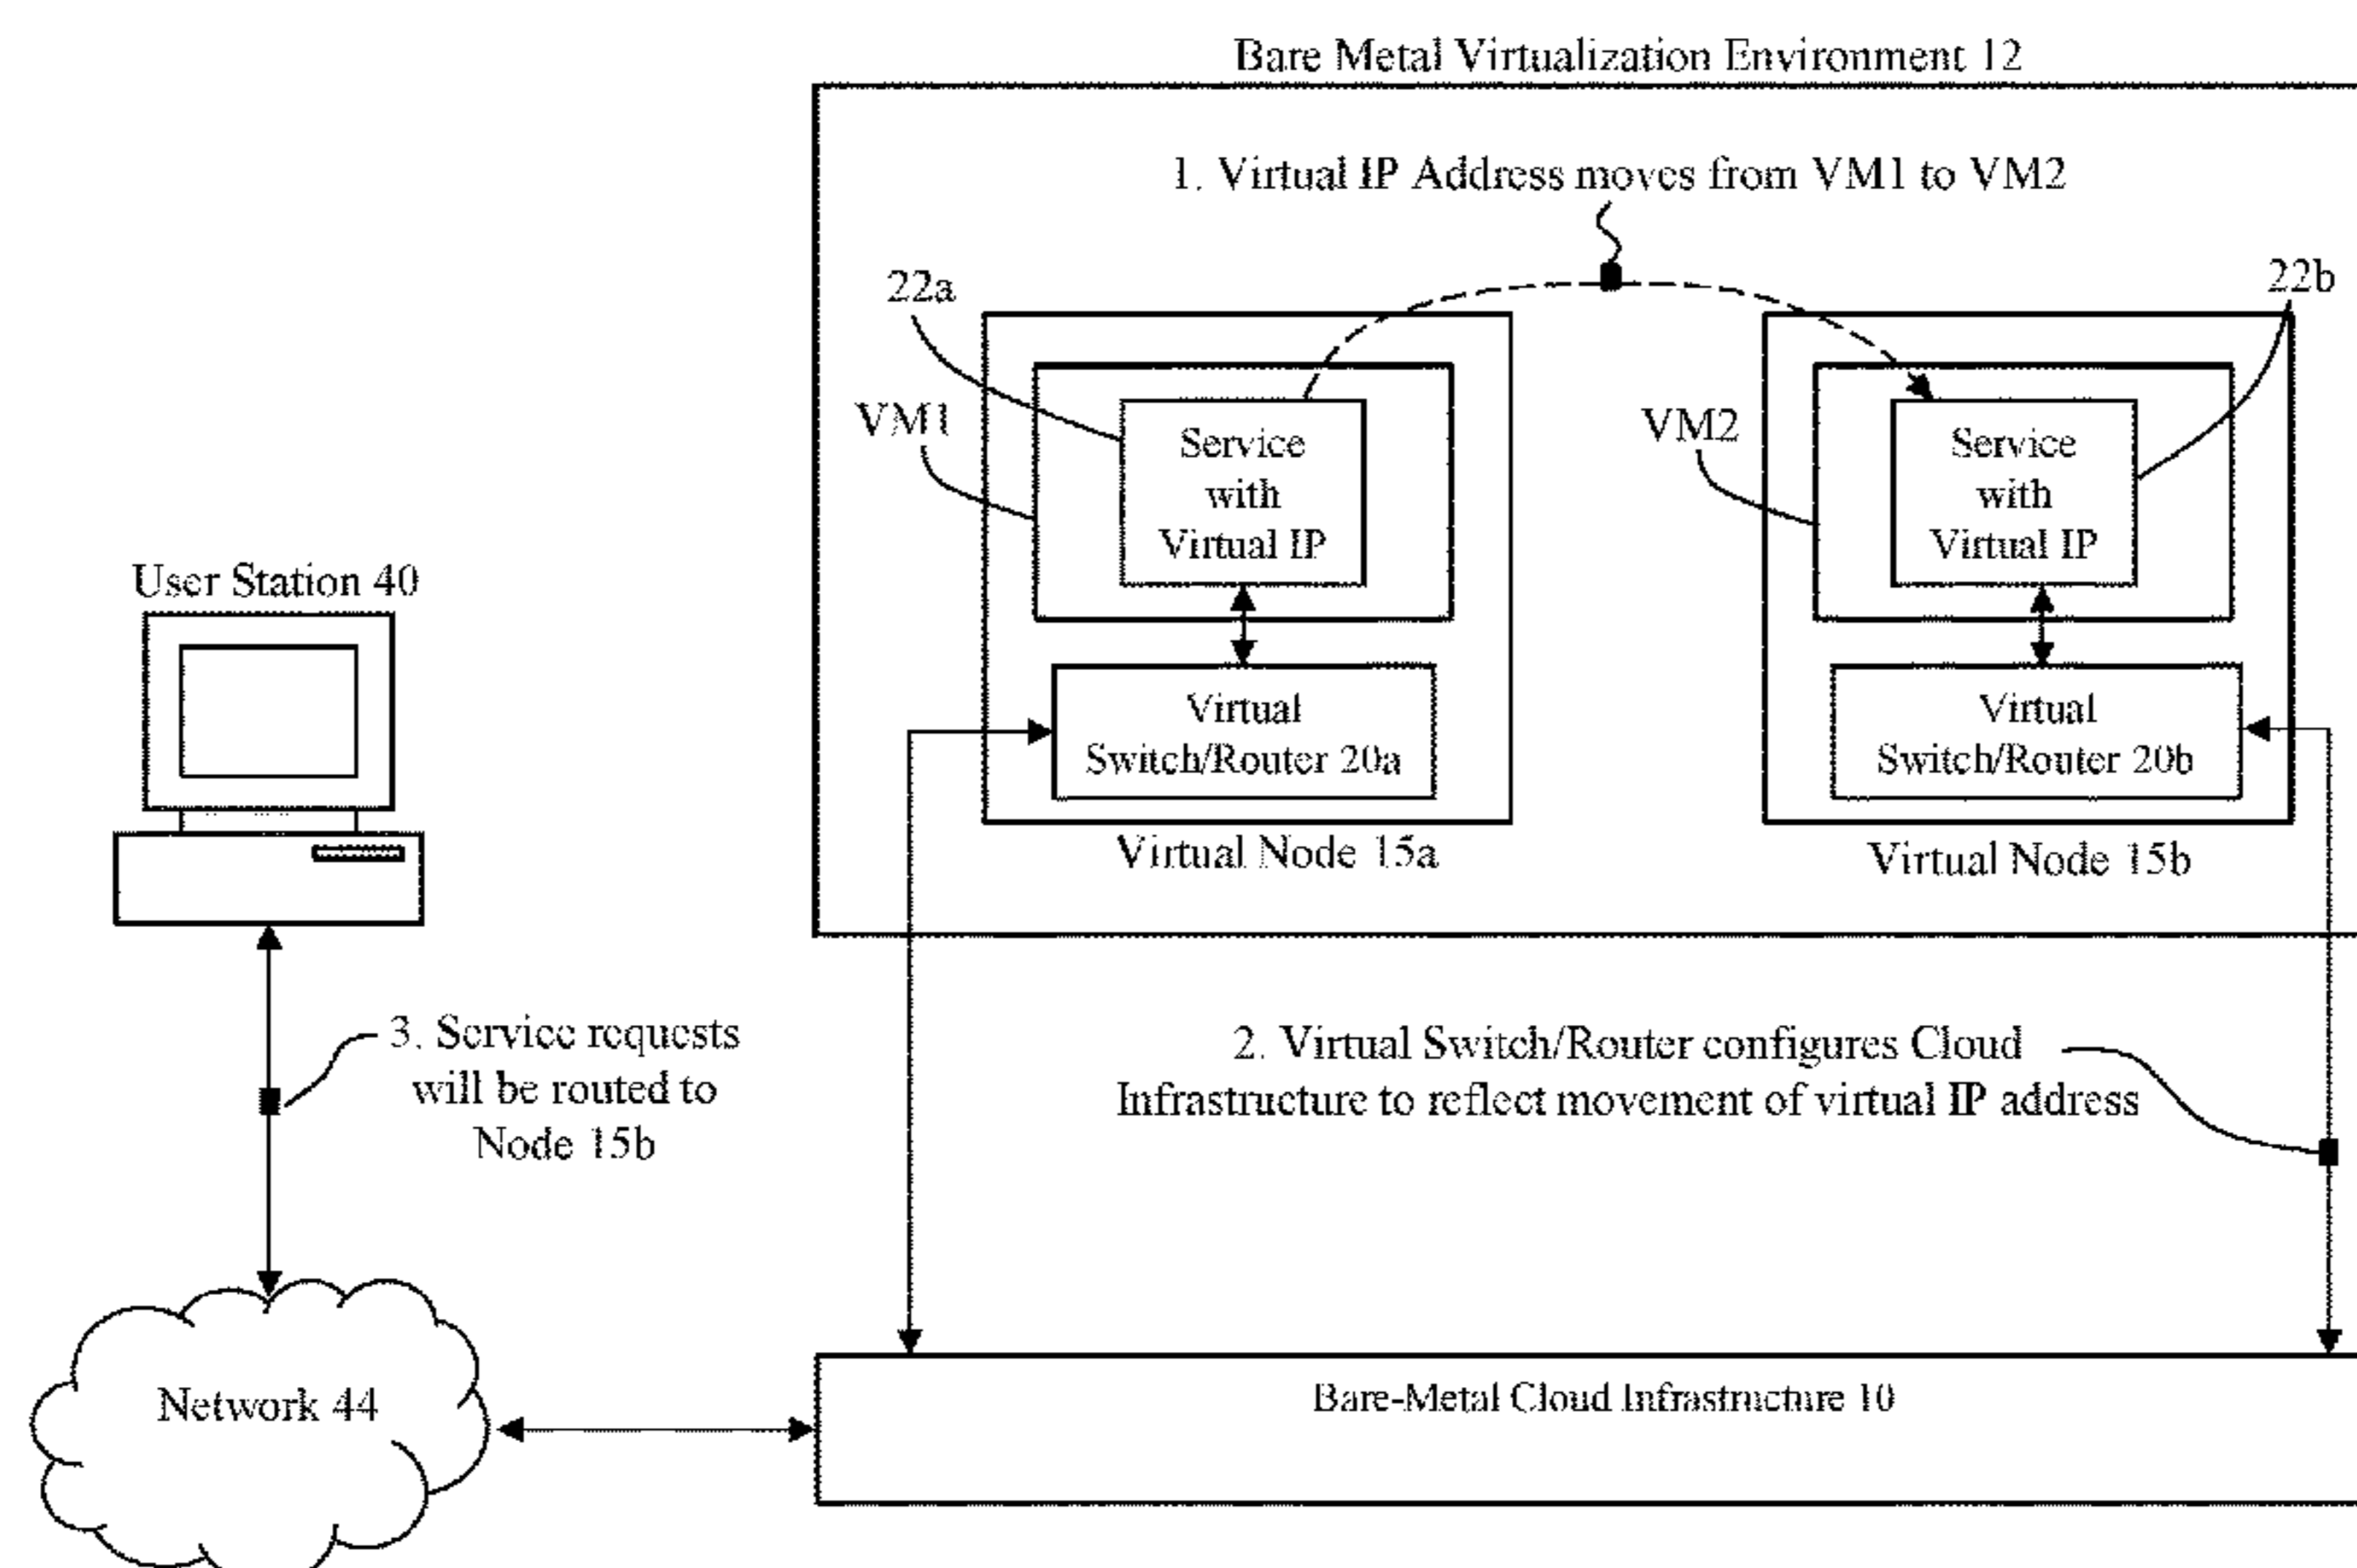 Bare Metal Virtualization Environment 12
1. Virtual IP Address moves from VM1 to VM2
22a
22b
VM1
Service
with
Virtual IP
VM2
Service
with
Virtual IP
User Station 40
Virtual
Switch/Router 20a
Virtual
Switch/Router 20b
Virtual Node 15a
Virtual Node 15b
3. Service requests
will be routed to
Node 15b
2. Virtual Switch/Router configures Cloud
Infrastructure to reflect movement of virtual IP address
Network 44
Bare-Metal Cloud Infrastructure 10